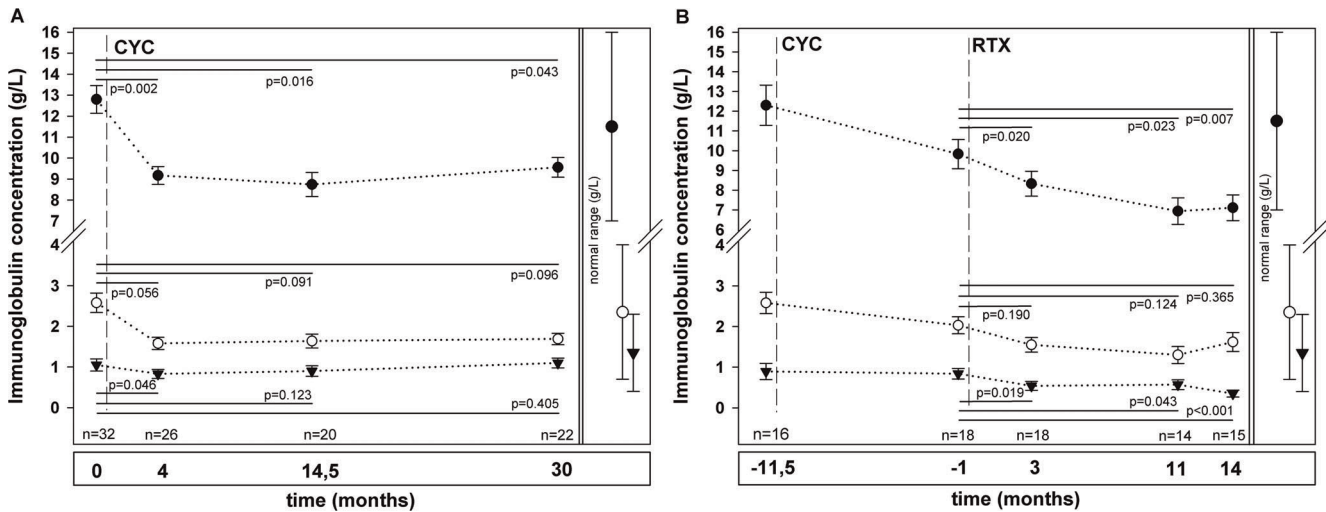 A
CYC
Immunoglobulin concentration (g/L)
16
15
14
13
12
11
10
9
8
7
4
3
2
1
0
p=0.043
p=0.016
p=0.002
p=0.096
p=0.091
p=0.056
p=0.046
p=0.123
p=0.405
n=32
n=26
n=20
n=22
0
4
14,5
30
time (months)
normal range (g/L)
B
CYC
RTX
Immunoglobulin concentration (g/L)
16
15
14
13
12
11
10
9
8
7
6
4
3
2
1
0
p=0.007
p=0.023
p=0.020
p=0.365
p=0.124
p=0.190
p=0.019
p=0.043
p<0.001
n=16
n=18
n=18
n=14
n=15
-11,5
-1
3
11
14
time (months)
normal range (g/L)